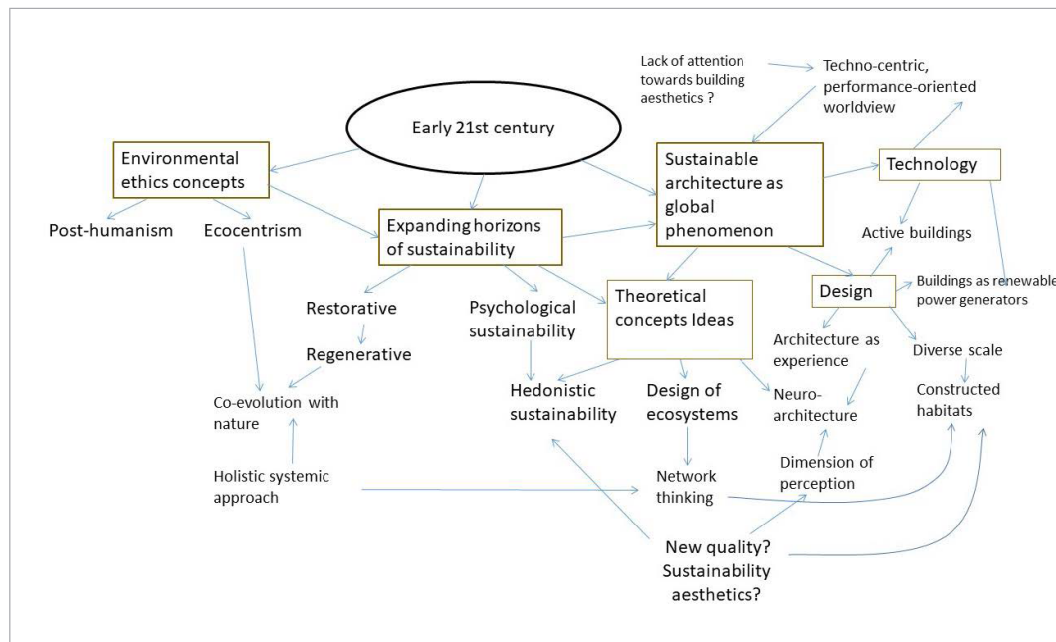 Lack of attention
towards building
aesthetics ?
Techno-centric,
performance-oriented
worldview
Early 21st century
Environmental
ethics concepts
Sustainable
architecture as
global
phenomenon
Technology
Post-humanism
Ecocentrism
Expanding horizons
of sustainability
Active buildings
Buildings as renewable
power generators
Restorative
Psychological
sustainability
Theoretical
concepts Ideas
Design
Regenerative
Architecture as
experience
Diverse scale
Co-evolution with
nature
Hedonistic
sustainability
Design of
ecosystems
Neuro-
architecture
Constructed
habitats
Holistic systemic
approach
Network
thinking
Dimension of
perception
New quality?
Sustainability
aesthetics?